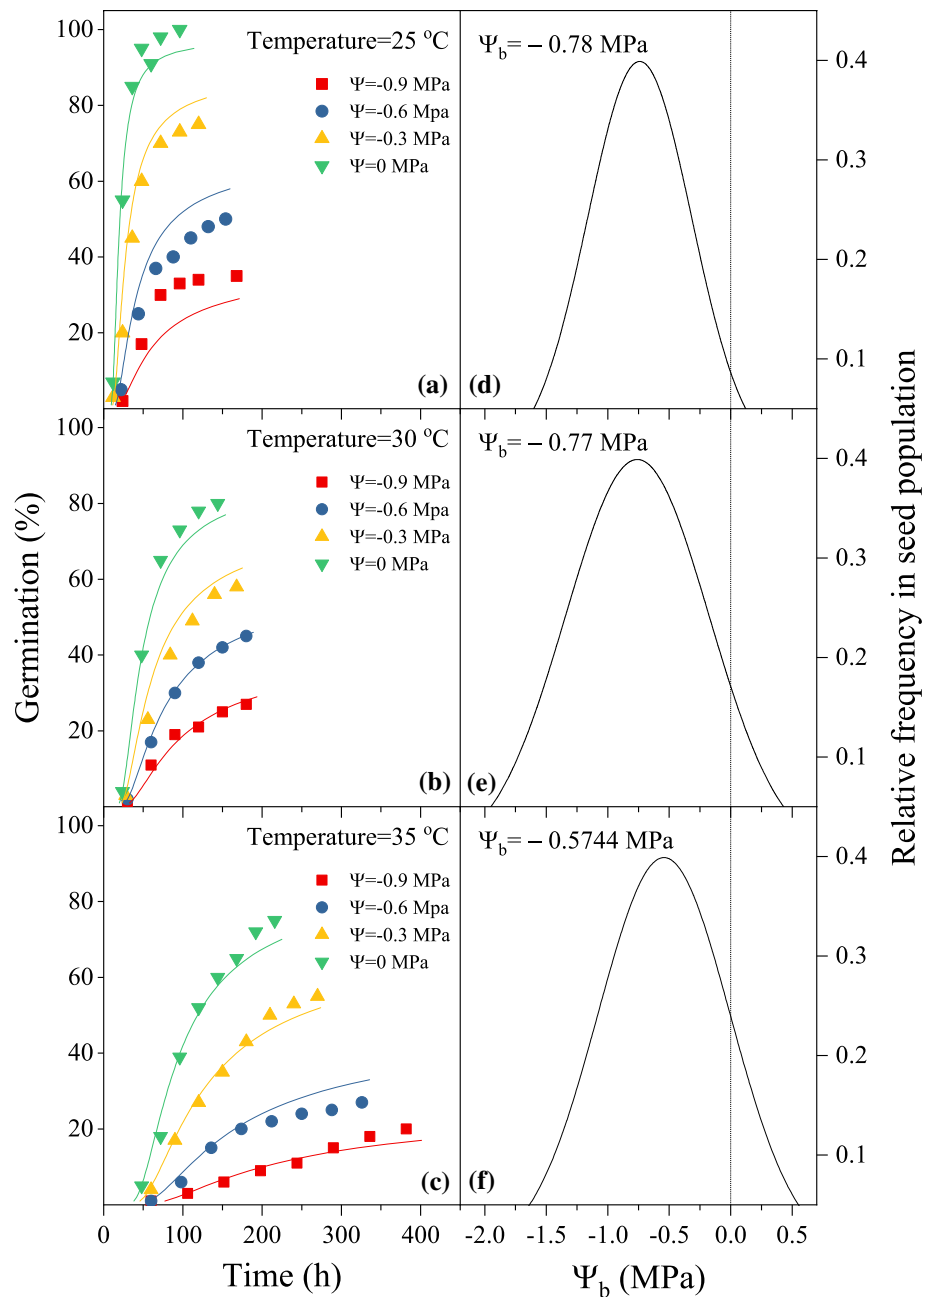 Temperature=25 °C
Ψ=-0.9 MPa
Ψ=-0.6 Mpa
Ψ=-0.3 MPa
Ψ=0 MPa
100
80
60
40
20
(a)
Ψb= – 0.78 MPa
(d)
0.4
0.3
0.2
0.1
Temperature=30 °C
Ψ=-0.9 MPa
Ψ=-0.6 Mpa
Ψ=-0.3 MPa
Ψ=0 MPa
100
80
60
40
20
(b)
Ψb= – 0.77 MPa
(e)
0.4
0.3
0.2
0.1
Temperature=35 °C
Ψ=-0.9 MPa
Ψ=-0.6 Mpa
Ψ=-0.3 MPa
Ψ=0 MPa
100
80
60
40
20
(c)
Ψb= – 0.5744 MPa
(f)
0.4
0.3
0.2
0.1
0 100 200 300 400
-2.0 -1.5 -1.0 -0.5 0.0 0.5
Time (h)
Ψb (MPa)
Germination (%)
Relative frequency in seed population